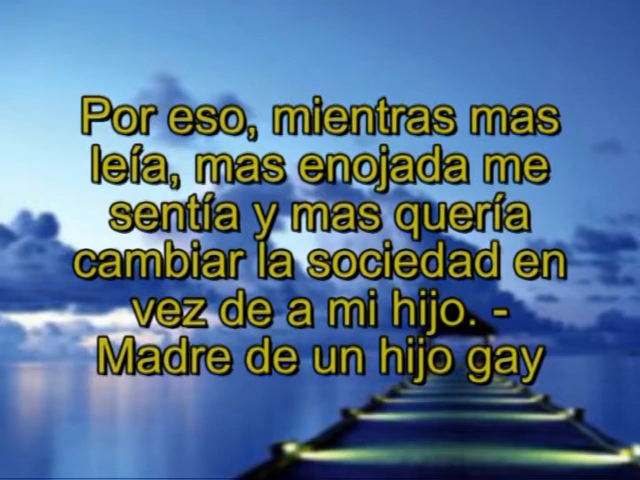 Por eso, mientras mas
leía, mas enojada me
sentía y mas quería
cambiar la sociedad en
vez de a mi hijo. -
Madre de un hijo gay